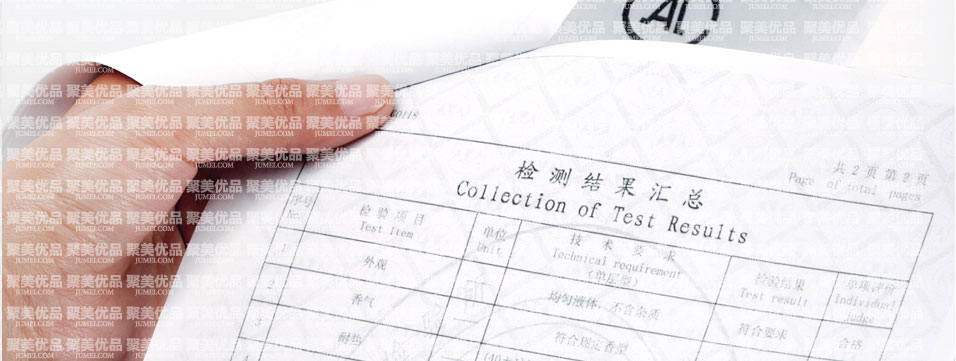 检测结果汇总
Collection of Test Results
共 2 页 第 2 页
Page of total pages
序号 No.
检验项目 Test Item
单位 Unit
技术要求 Technical requirement (单层型)
检验结果 Test result
单项评价 Individual judge
1 外观 均匀液体，不含杂质 符合要求 合格
2 香气 符合规定香型
3 耐热
聚美优品
JUMEI.COM